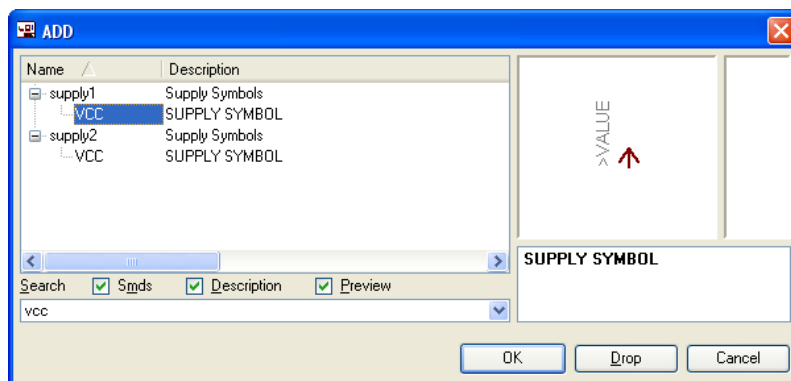 ADD
Name Description
supply1 Supply Symbols
VCC SUPPLY SYMBOL
supply2 Supply Symbols
VCC SUPPLY SYMBOL
>VALUE
SUPPLY SYMBOL
Search Smds Description Preview
vcc
OK Drop Cancel